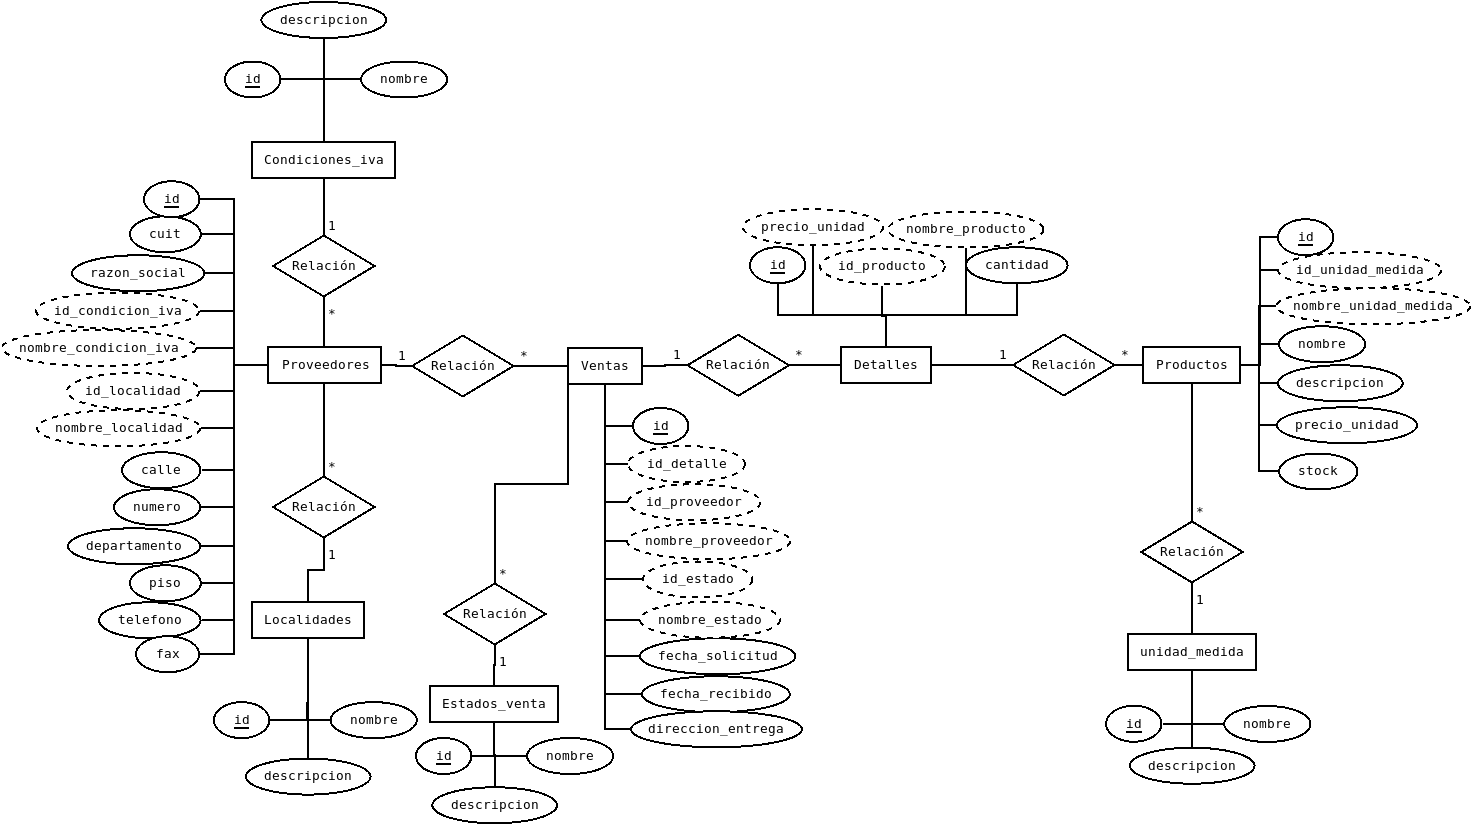 descripcion
id
nombre
Condiciones_iva
1
Relación
*
id
cuit
razon_social
id_condicion_iva
nombre_condicion_iva
id_localidad
nombre_localidad
calle
numero
departamento
piso
telefono
fax
Proveedores
1
Relación
*
Ventas
1
Relación
*
Detalles
1
Relación
*
Productos
precio_unidad
nombre_producto
id
id_producto
cantidad
id
id_unidad_medida
nombre_unidad_medida
nombre
descripcion
precio_unidad
stock
*
Relación
1
Localidades
id
nombre
descripcion
id
id_detalle
id_proveedor
nombre_proveedor
id_estado
nombre_estado
fecha_solicitud
fecha_recibido
direccion_entrega
*
Relación
1
Estados_venta
id
nombre
descripcion
*
Relación
1
unidad_medida
id
nombre
descripcion